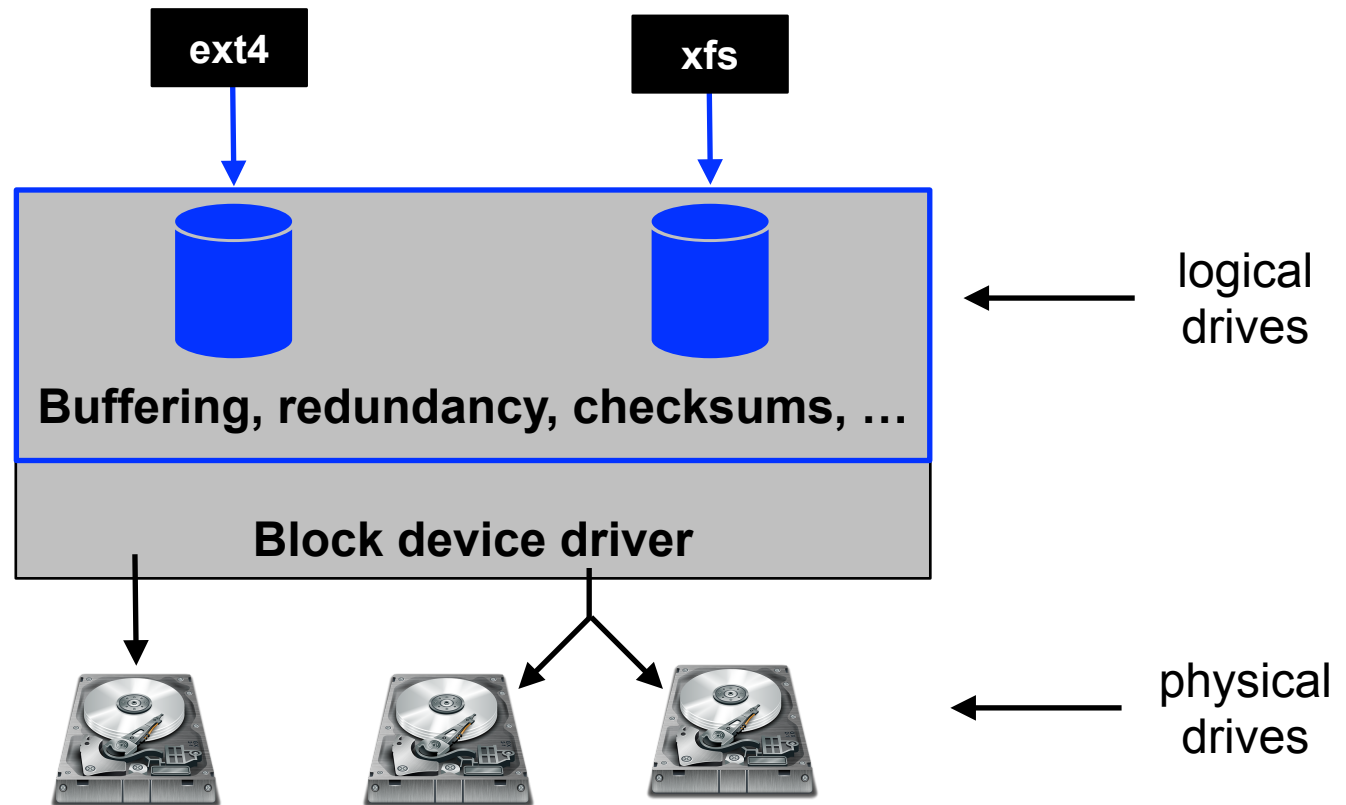 ext4
xfs
logical
drives
Buffering, redundancy, checksums, …
Block device driver
physical
drives